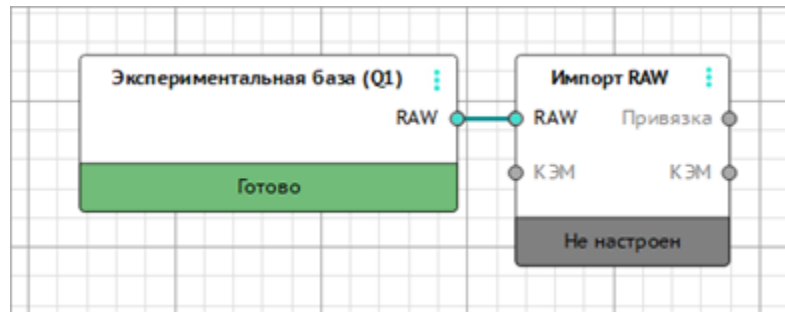 Экспериментальная база (Q1)
RAW
Готово
Импорт RAW
RAW Привязка
КЭМ КЭМ
Не настроен